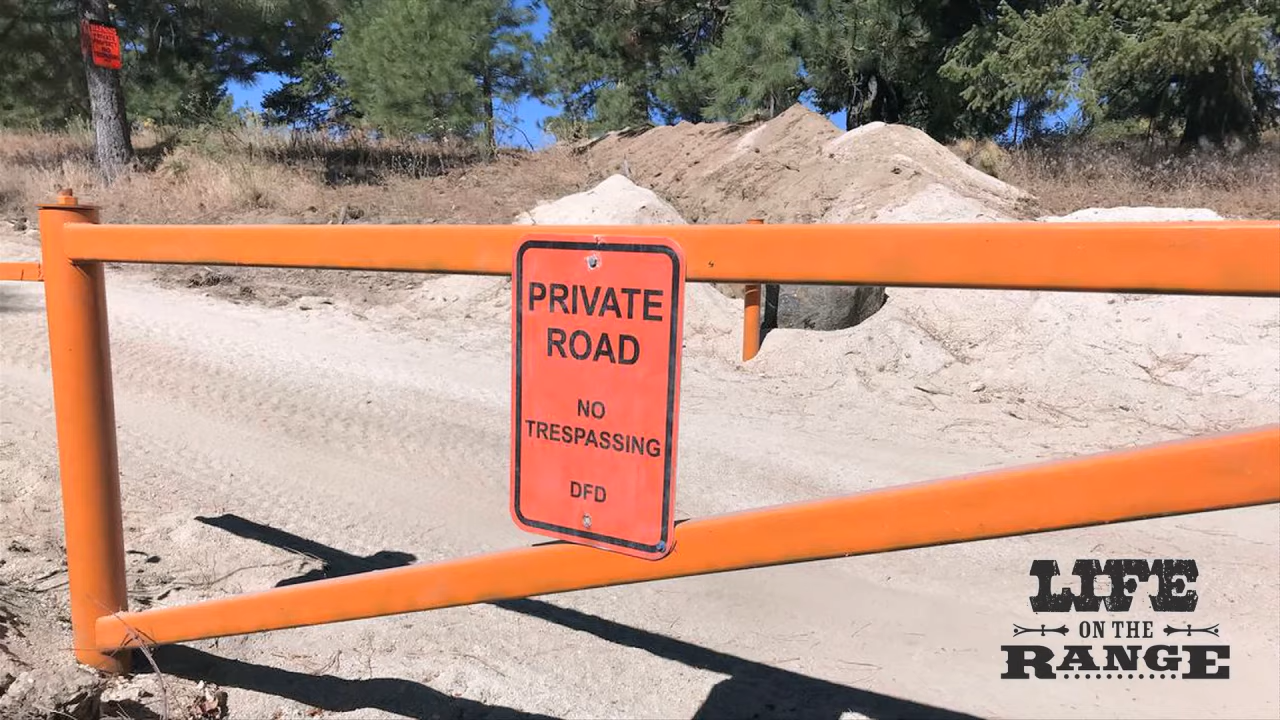 PRIVATE
ROAD
NO
TRESPASSING
DFD
LIFE
ON THE
RANGE